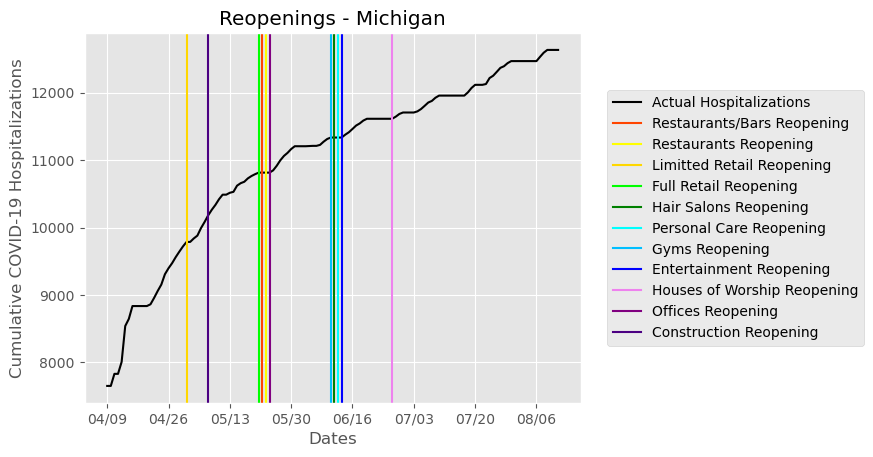 Reopenings - Michigan
Cumulative COVID-19 Hospitalizations
12000
11000
10000
9000
8000
04/09 04/26 05/13 05/30 06/16 07/03 07/20 08/06
Dates
Actual Hospitalizations
Restaurants/Bars Reopening
Restaurants Reopening
Limitted Retail Reopening
Full Retail Reopening
Hair Salons Reopening
Personal Care Reopening
Gyms Reopening
Entertainment Reopening
Houses of Worship Reopening
Offices Reopening
Construction Reopening